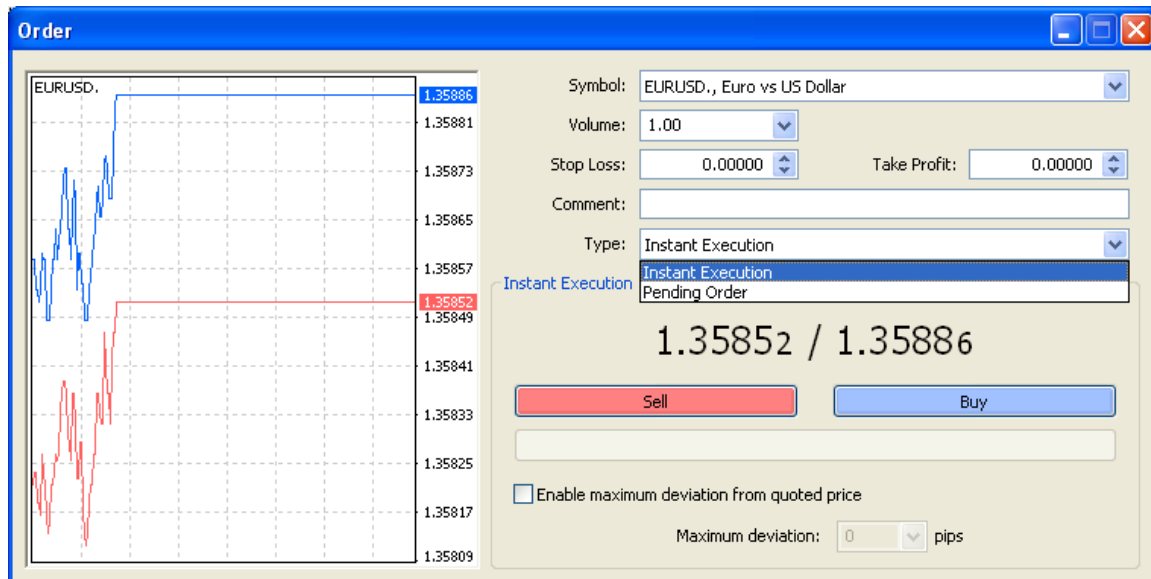 Order
EURUSD.
1.35886
1.35881
1.35873
1.35865
1.35857
1.35852
1.35849
1.35841
1.35833
1.35825
1.35817
1.35809
Symbol: EURUSD., Euro vs US Dollar
Volume: 1.00
Stop Loss: 0.00000 Take Profit: 0.00000
Comment:
Type: Instant Execution
Instant Execution
Instant Execution
Pending Order
1.35852 / 1.35886
Sell Buy
Enable maximum deviation from quoted price
Maximum deviation: 0 pips